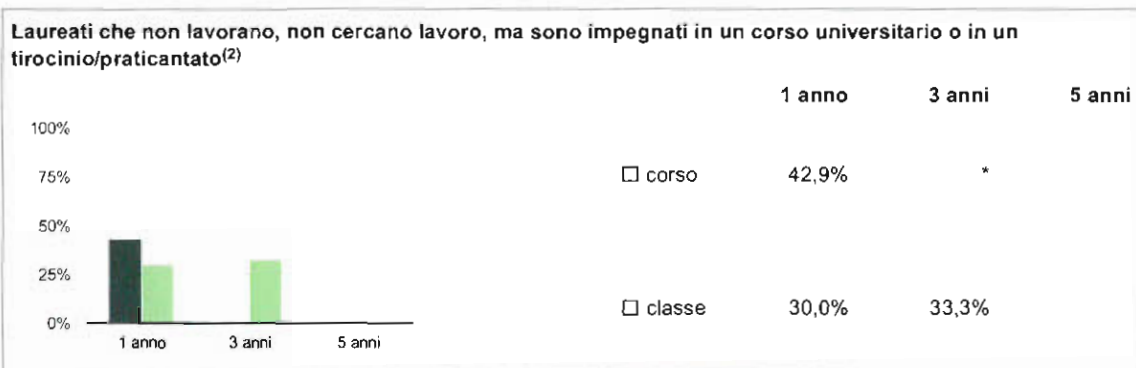 Laureati che non lavorano, non cercano lavoro, ma sono impegnati in un corso universitario o in un
tirocinio/praticantato(2)
1 anno 3 anni 5 anni
100%
75%
50%
25%
0%
1 anno 3 anni 5 anni
corso 42,9% *
classe 30,0% 33,3%